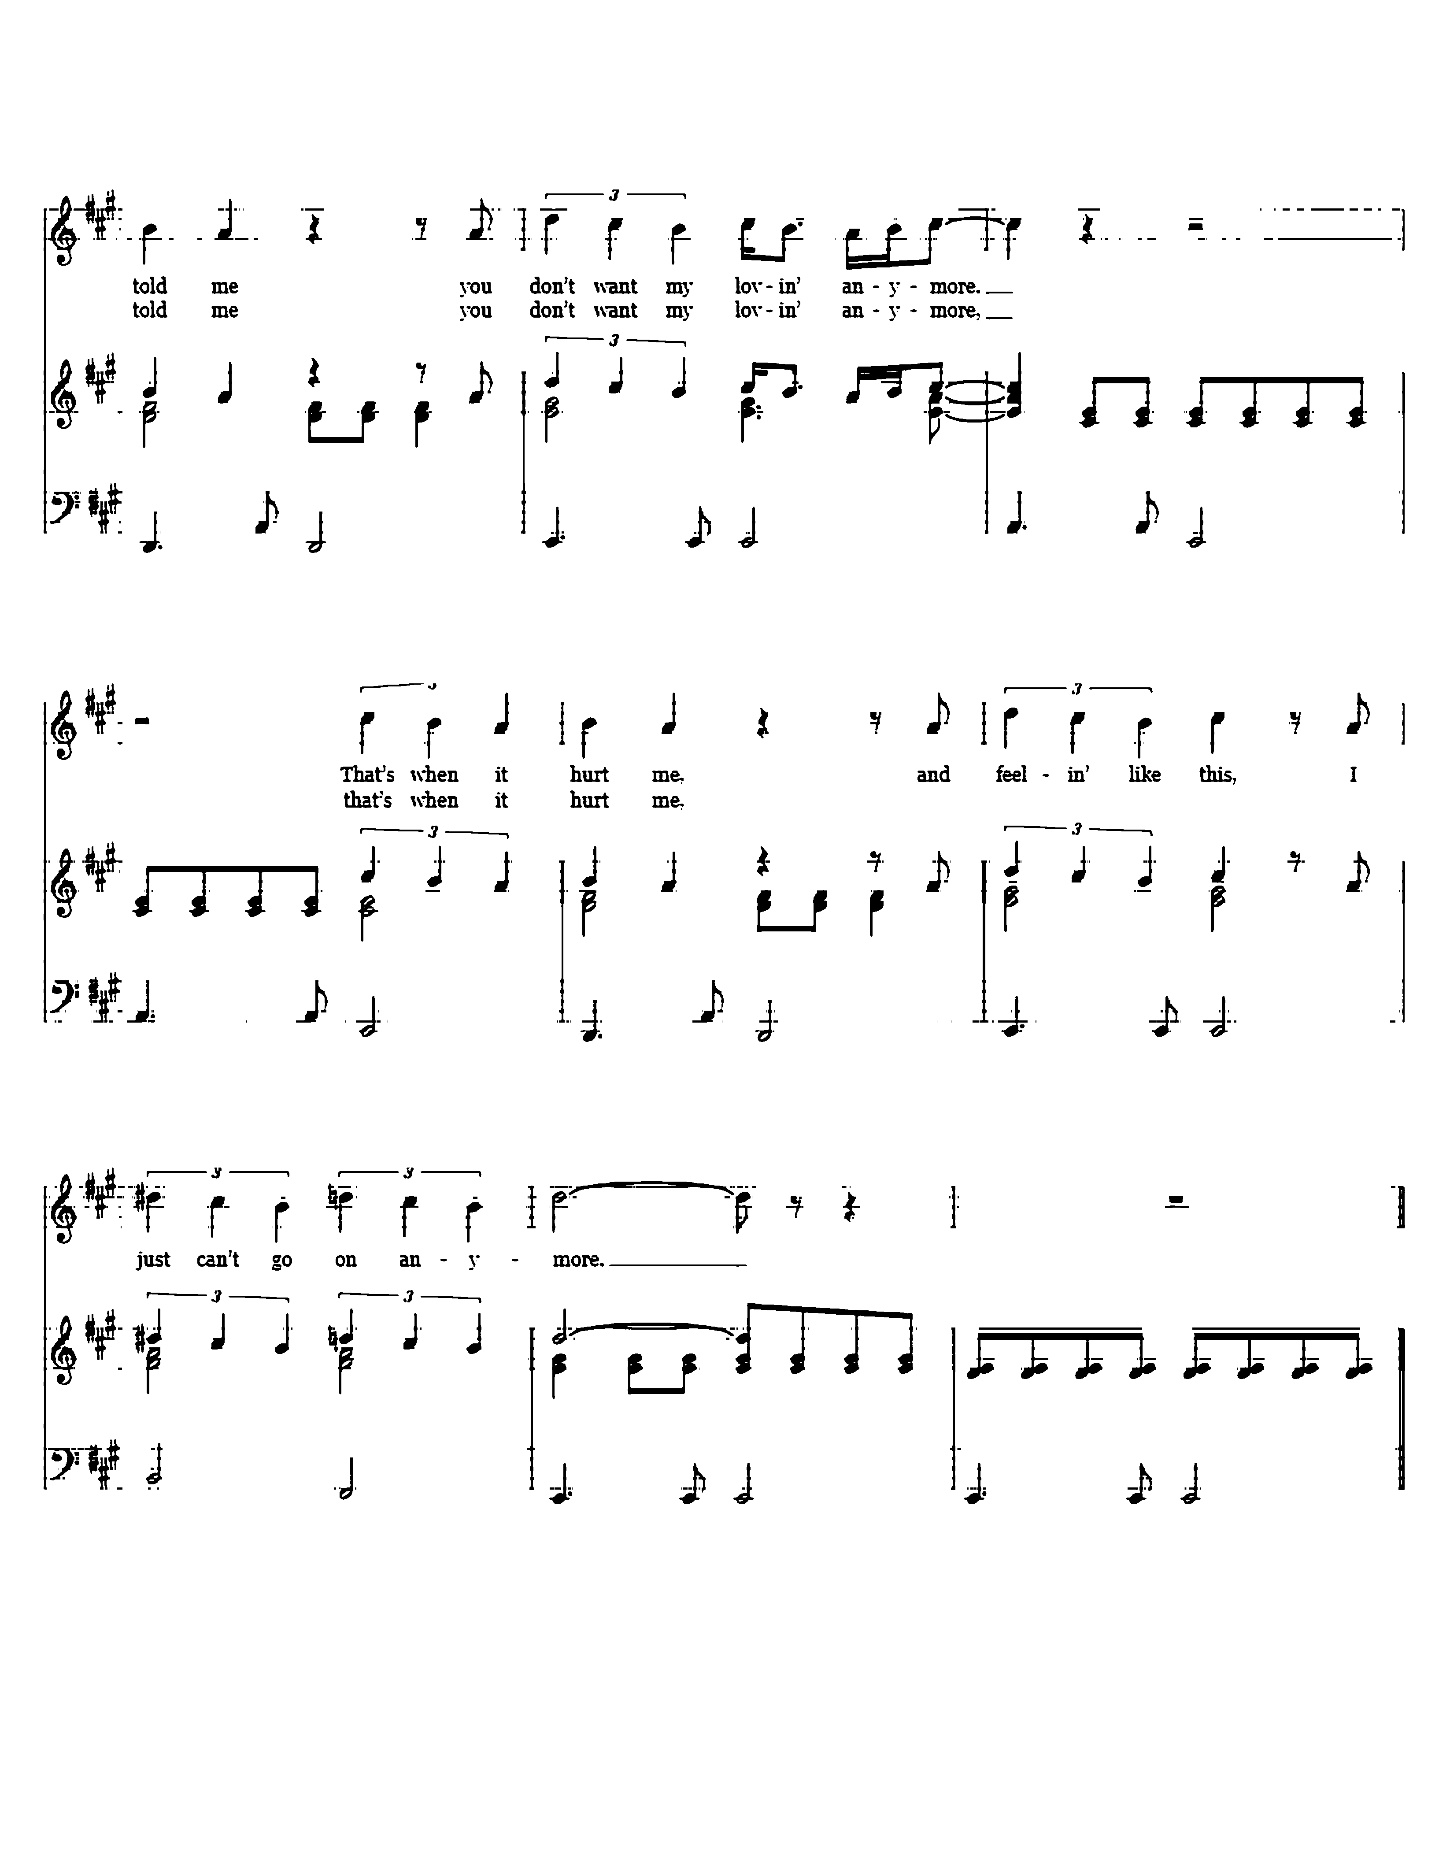 3
told me you don't want my lov - in' an - y - more.
told me you don't want my lov - in' an - y - more,
3
3 3
That's when it hurt me, and feel - in' like this, I
that's when it hurt me,
3 3
3 3
just can't go on an - y - more.
3 3